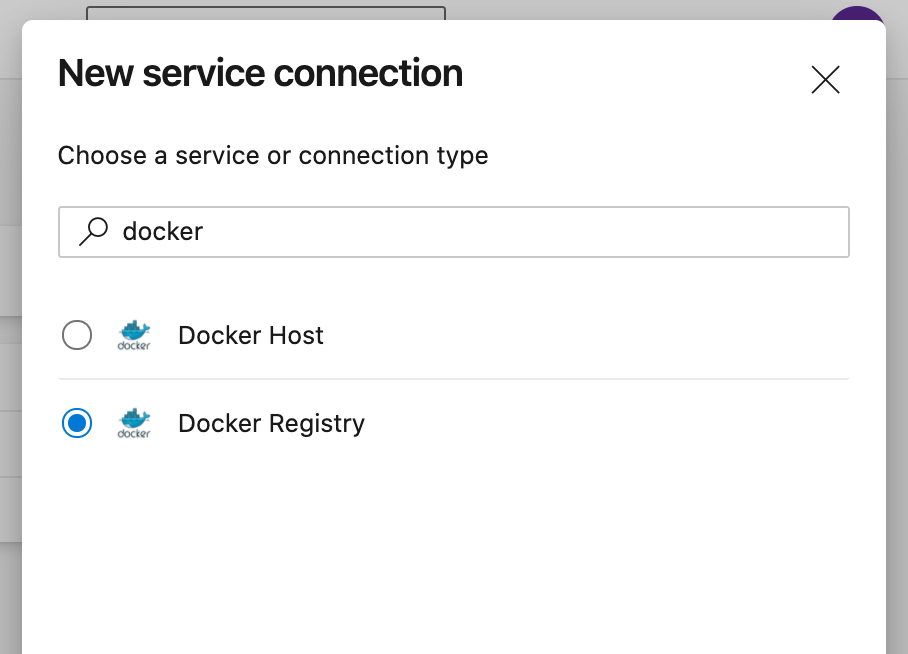 New service connection
Choose a service or connection type
docker
docker
Docker Host
docker
Docker Registry